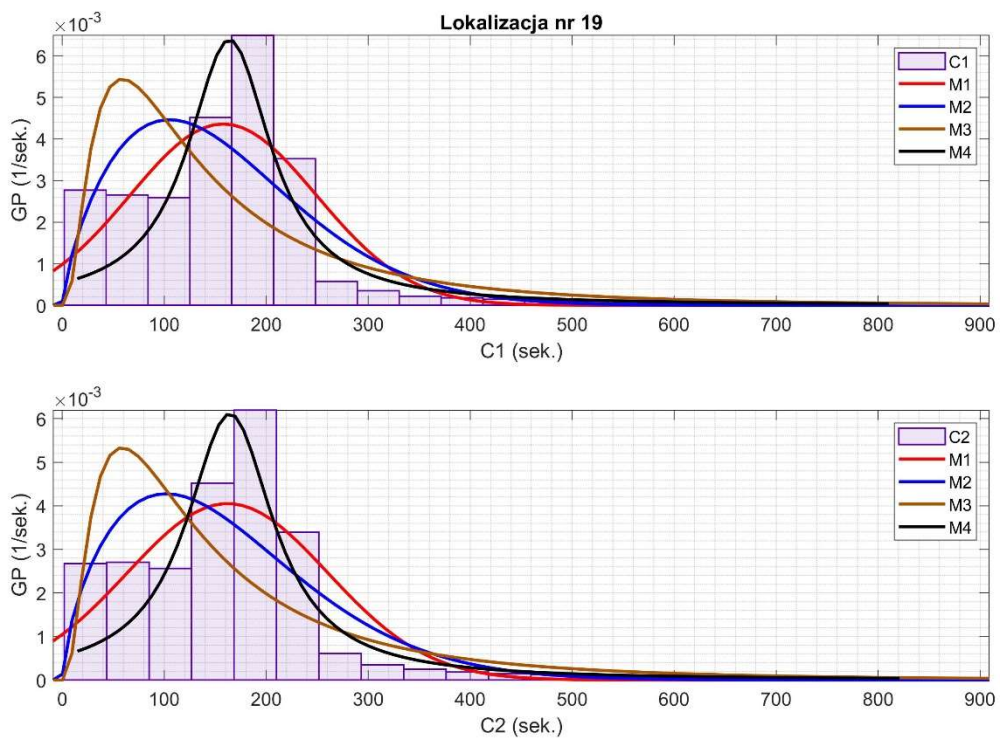 Lokalizacja nr 19
×10⁻³
6
5
4
3
2
1
0
GP (1/sek.)
0 100 200 300 400 500 600 700 800 900
C1 (sek.)
C1
M1
M2
M3
M4
×10⁻³
6
5
4
3
2
1
0
GP (1/sek.)
0 100 200 300 400 500 600 700 800 900
C2 (sek.)
C2
M1
M2
M3
M4